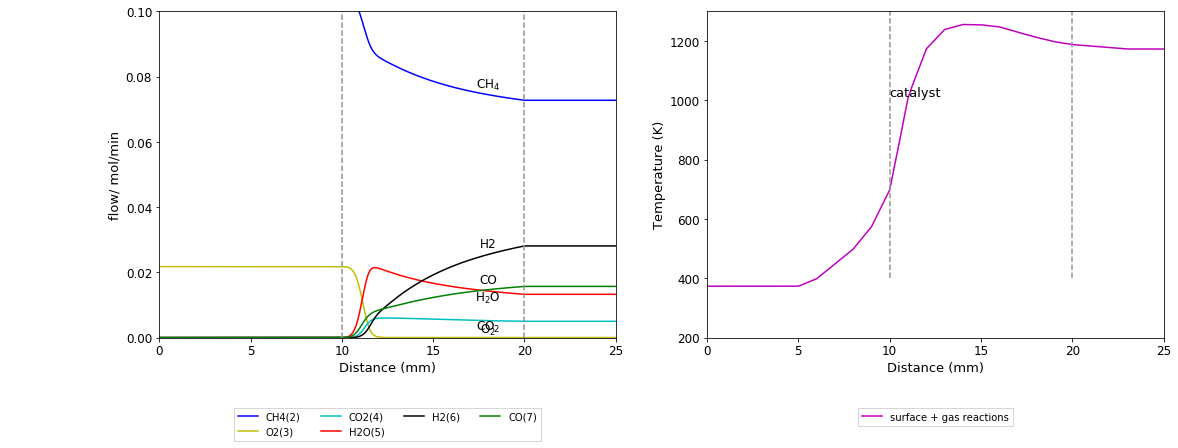 0.10
0.08
0.06
0.04
0.02
0.00
flow/ mol/min
CH₄
H2
CO
H₂O
CO₂
O₂
0 5 10 15 20 25
Distance (mm)
CH4(2) CO2(4) H2(6) CO(7)
O2(3) H2O(5)
1200
1000
800
600
400
200
Temperature (K)
catalyst
0 5 10 15 20 25
Distance (mm)
surface + gas reactions